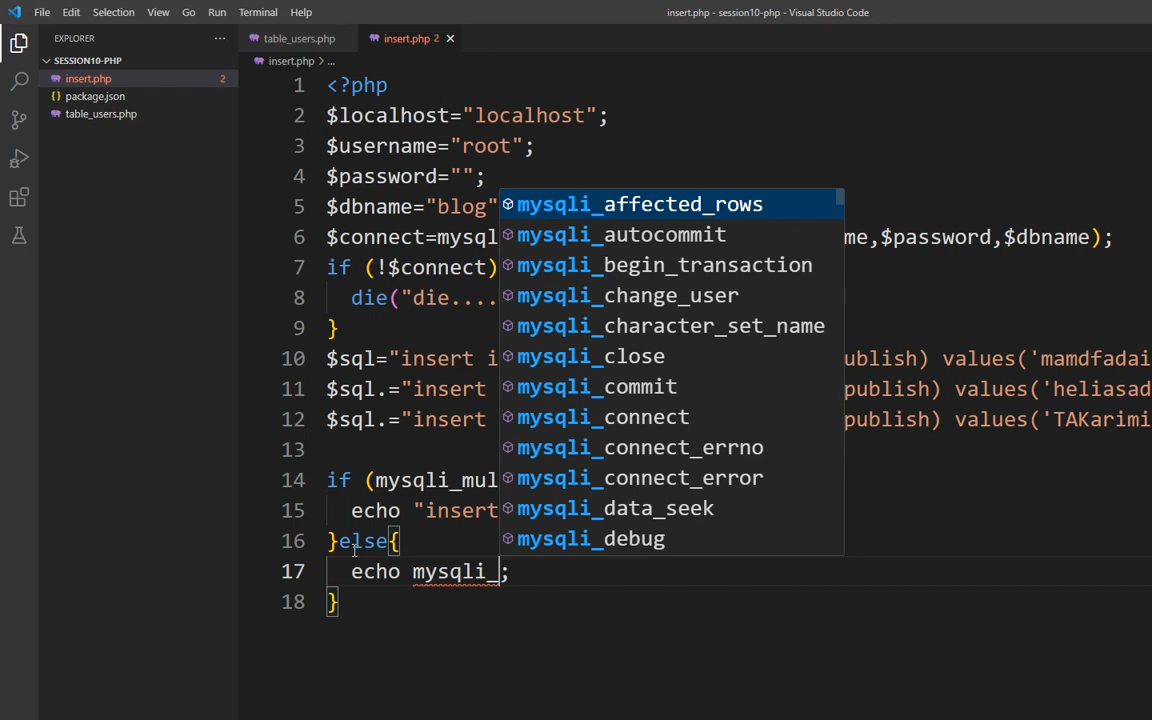 File Edit Selection View Go Run Terminal Help insert.php - session10-php - Visual Studio Code
EXPLORER ... table_users.php insert.php 2
SESSION10-PHP insert.php > ...
insert.php 2
{} package.json
table_users.php
1 <?php
2 $localhost="localhost";
3 $username="root";
4 $password="";
5 $dbname="blog"
6 $connect=mysql me,$password,$dbname);
7 if (!$connect)
8 die("die....
9 }
10 $sql="insert i ublish) values('mamdfadai
11 $sql.="insert publish) values('heliasad
12 $sql.="insert publish) values('TAKarimi
13
14 if (mysqli_mul
15 echo "insert
16 }else{
17 echo mysqli_;
18 }
mysqli_affected_rows
mysqli_autocommit
mysqli_begin_transaction
mysqli_change_user
mysqli_character_set_name
mysqli_close
mysqli_commit
mysqli_connect
mysqli_connect_errno
mysqli_connect_error
mysqli_data_seek
mysqli_debug